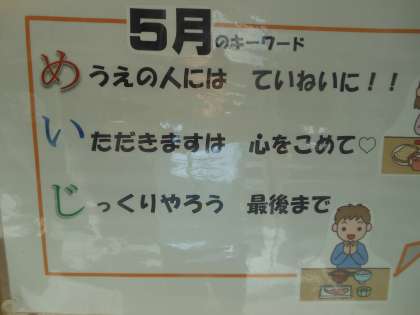 5月のキーワード
めうえの人には ていねいに！！
いただきますは 心をこめて♡
じっくりやろう 最後まで